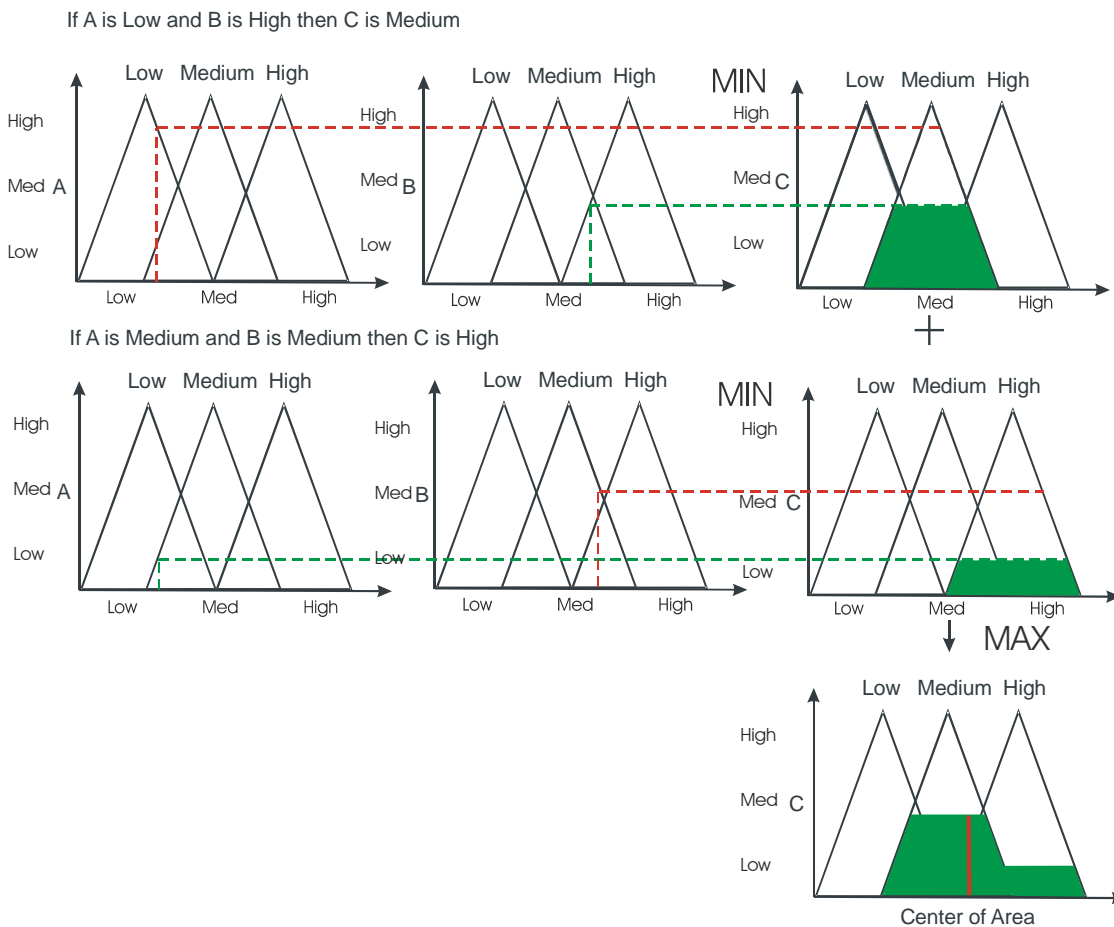 If A is Low and B is High then C is Medium
Low Medium High
Low Medium High
MIN
Low Medium High
High
High
High
Med A
Med B
Med C
Low
Low
Low
Low Med High
Low Med High
Low Med High
+
If A is Medium and B is Medium then C is High
Low Medium High
Low Medium High
MIN
Low Medium High
High
High
High
Med A
Med B
Med C
Low
Low
Low
Low Med High
Low Med High
Low Med High
MAX
Low Medium High
High
Med C
Low
Center of Area